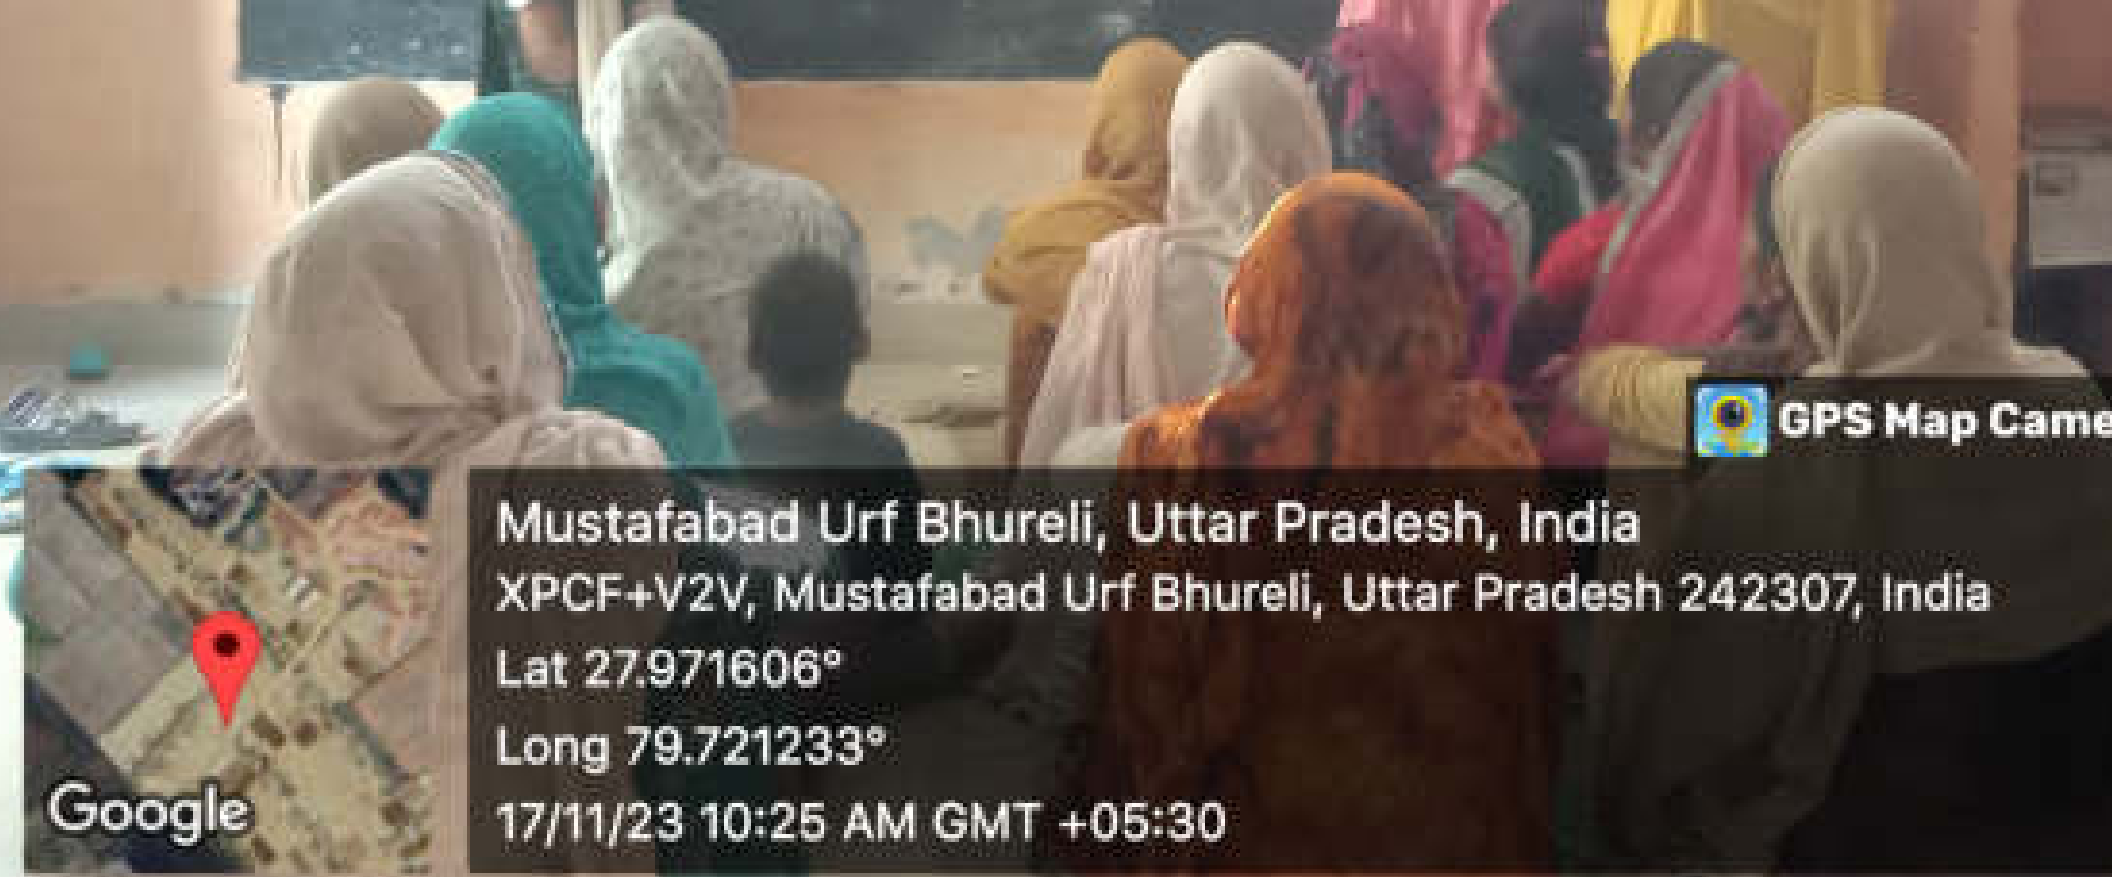 GPS Map Came
Mustafabad Urf Bhureli, Uttar Pradesh, India
XPCF+V2V, Mustafabad Urf Bhureli, Uttar Pradesh 242307, India
Lat 27.971606°
Long 79.721233°
17/11/23 10:25 AM GMT +05:30
Google